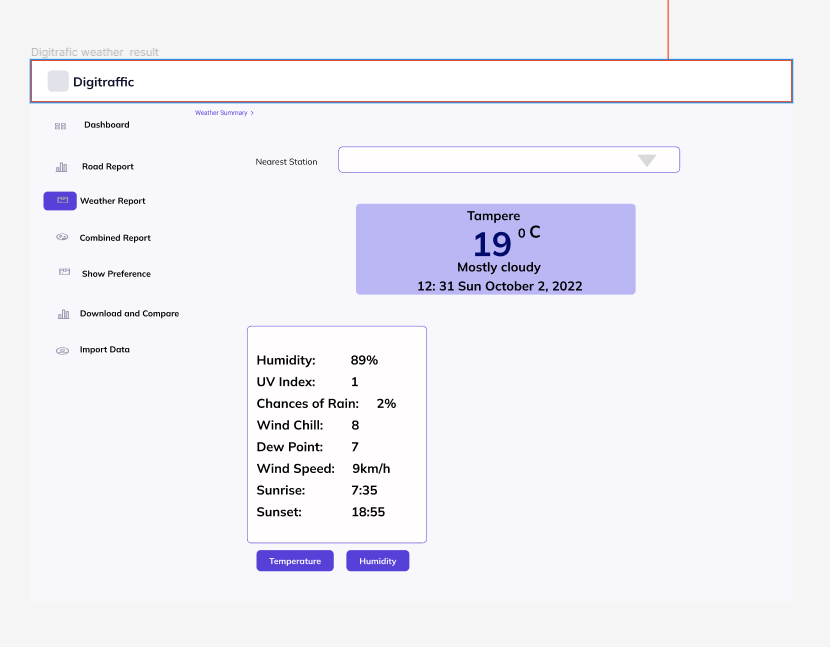 Digitrafic weather result
Digitraffic
Weather Summary >
Dashboard
Road Report
Weather Report
Combined Report
Show Preference
Download and Compare
Import Data
Nearest Station
Tampere
19 0 C
Mostly cloudy
12: 31 Sun October 2, 2022
Humidity: 89%
UV Index: 1
Chances of Rain: 2%
Wind Chill: 8
Dew Point: 7
Wind Speed: 9km/h
Sunrise: 7:35
Sunset: 18:55
Temperature
Humidity